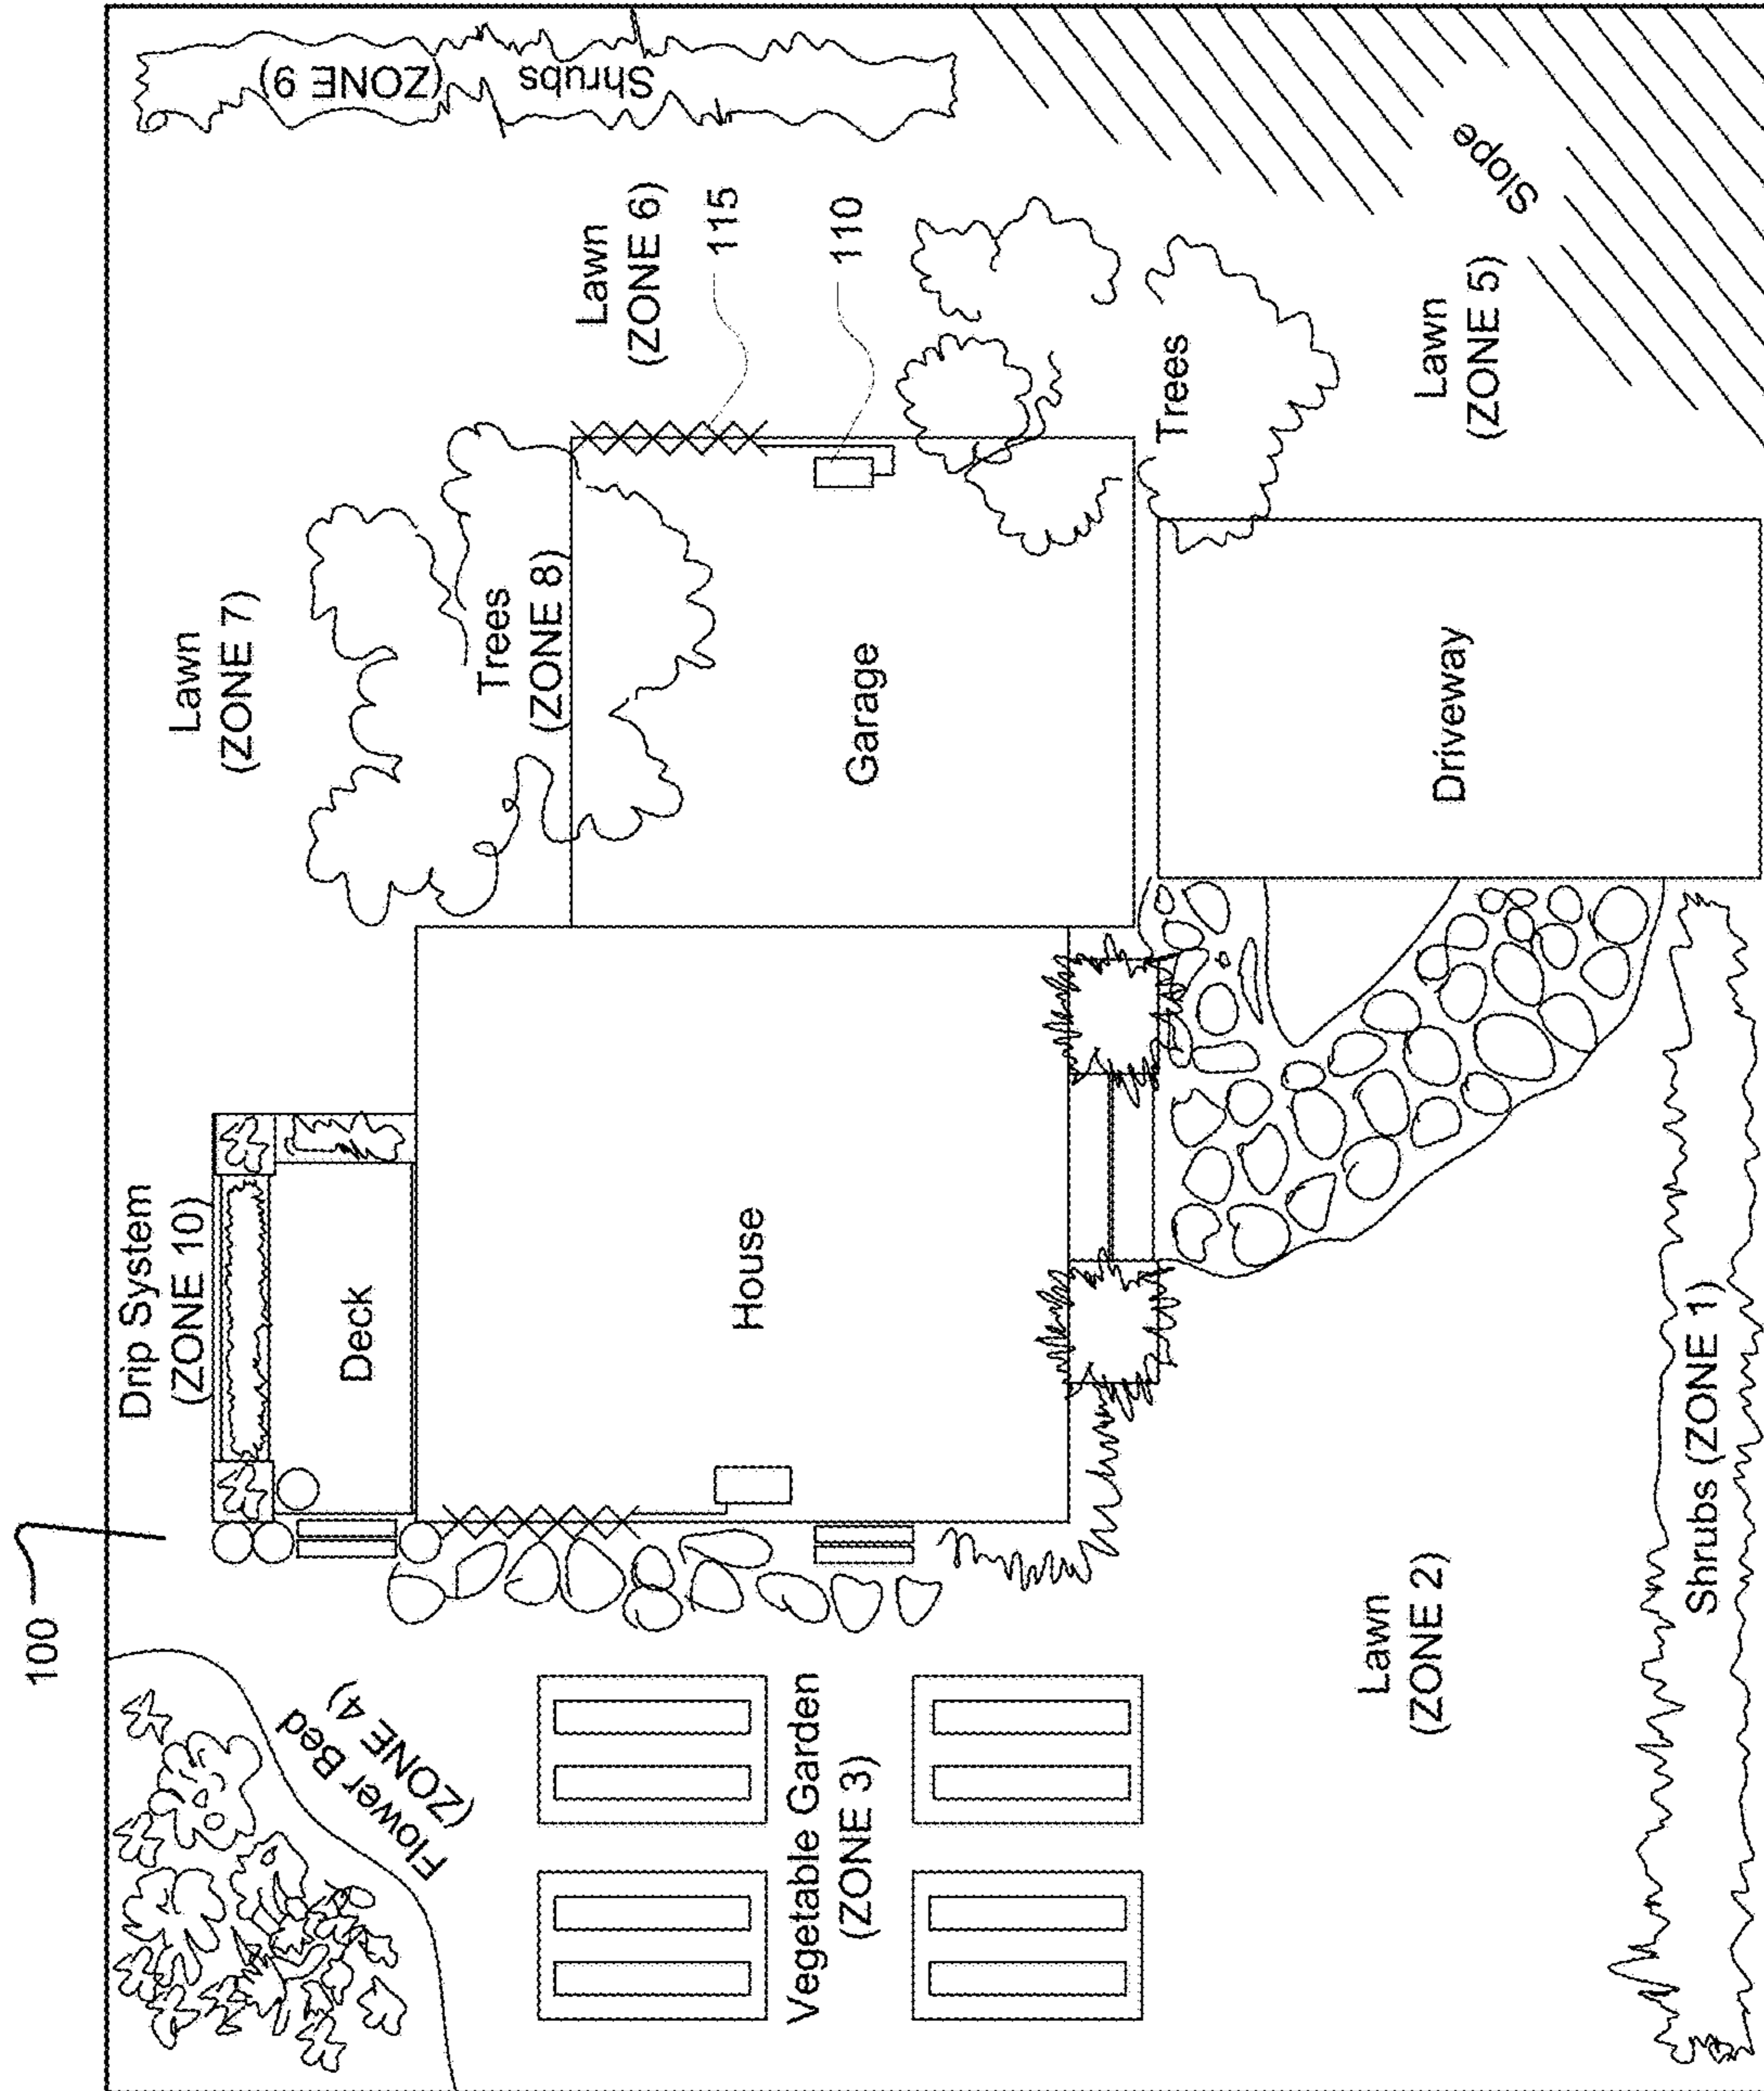 100
Drip System
(ZONE 10)
Lawn
(ZONE 7)
Shrubs
(ZONE 9)
Flower Bed
(ZONE 4)
Deck
Trees
(ZONE 8)
Lawn
(ZONE 6)
115
110
Vegetable Garden
(ZONE 3)
House
Garage
Trees
Slope
Lawn
(ZONE 2)
Driveway
Lawn
(ZONE 5)
Shrubs (ZONE 1)